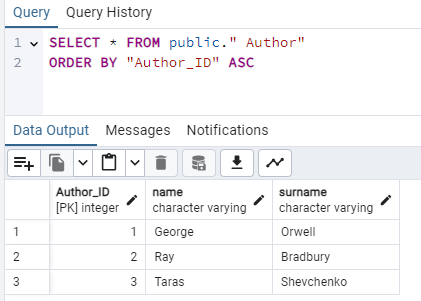 Query Query History
1 SELECT * FROM public." Author"
2 ORDER BY "Author_ID" ASC
Data Output Messages Notifications
Author_ID name surname
[PK] integer character varying character varying
1 1 George Orwell
2 2 Ray Bradbury
3 3 Taras Shevchenko